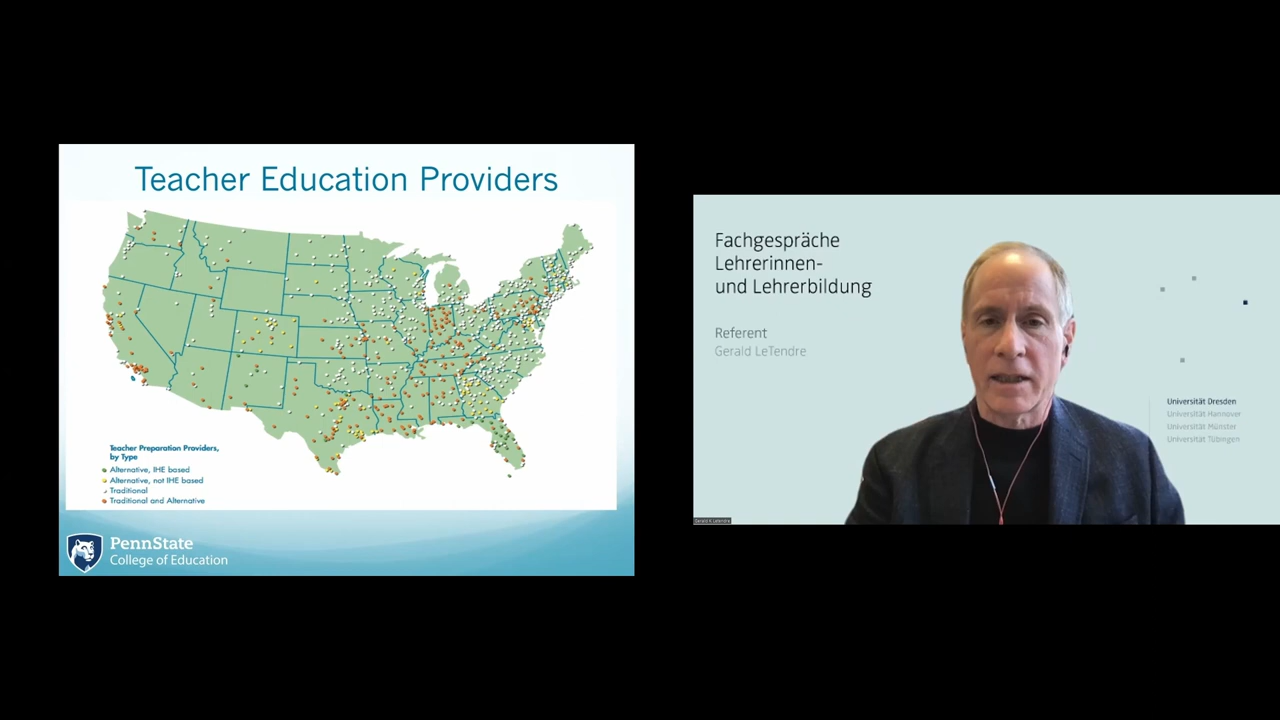 Teacher Education Providers
Teacher Preparation Providers,
by Type
Alternative, IHE based
Alternative, not IHE based
Traditional
Traditional and Alternative
PennState
College of Education
Fachgespräche
Lehrerinnen-
und Lehrerbildung
Referent
Gerald LeTendre
Universität Dresden
Universität Hannover
Universität Münster
Universität Tübingen
Gerald K Letendre